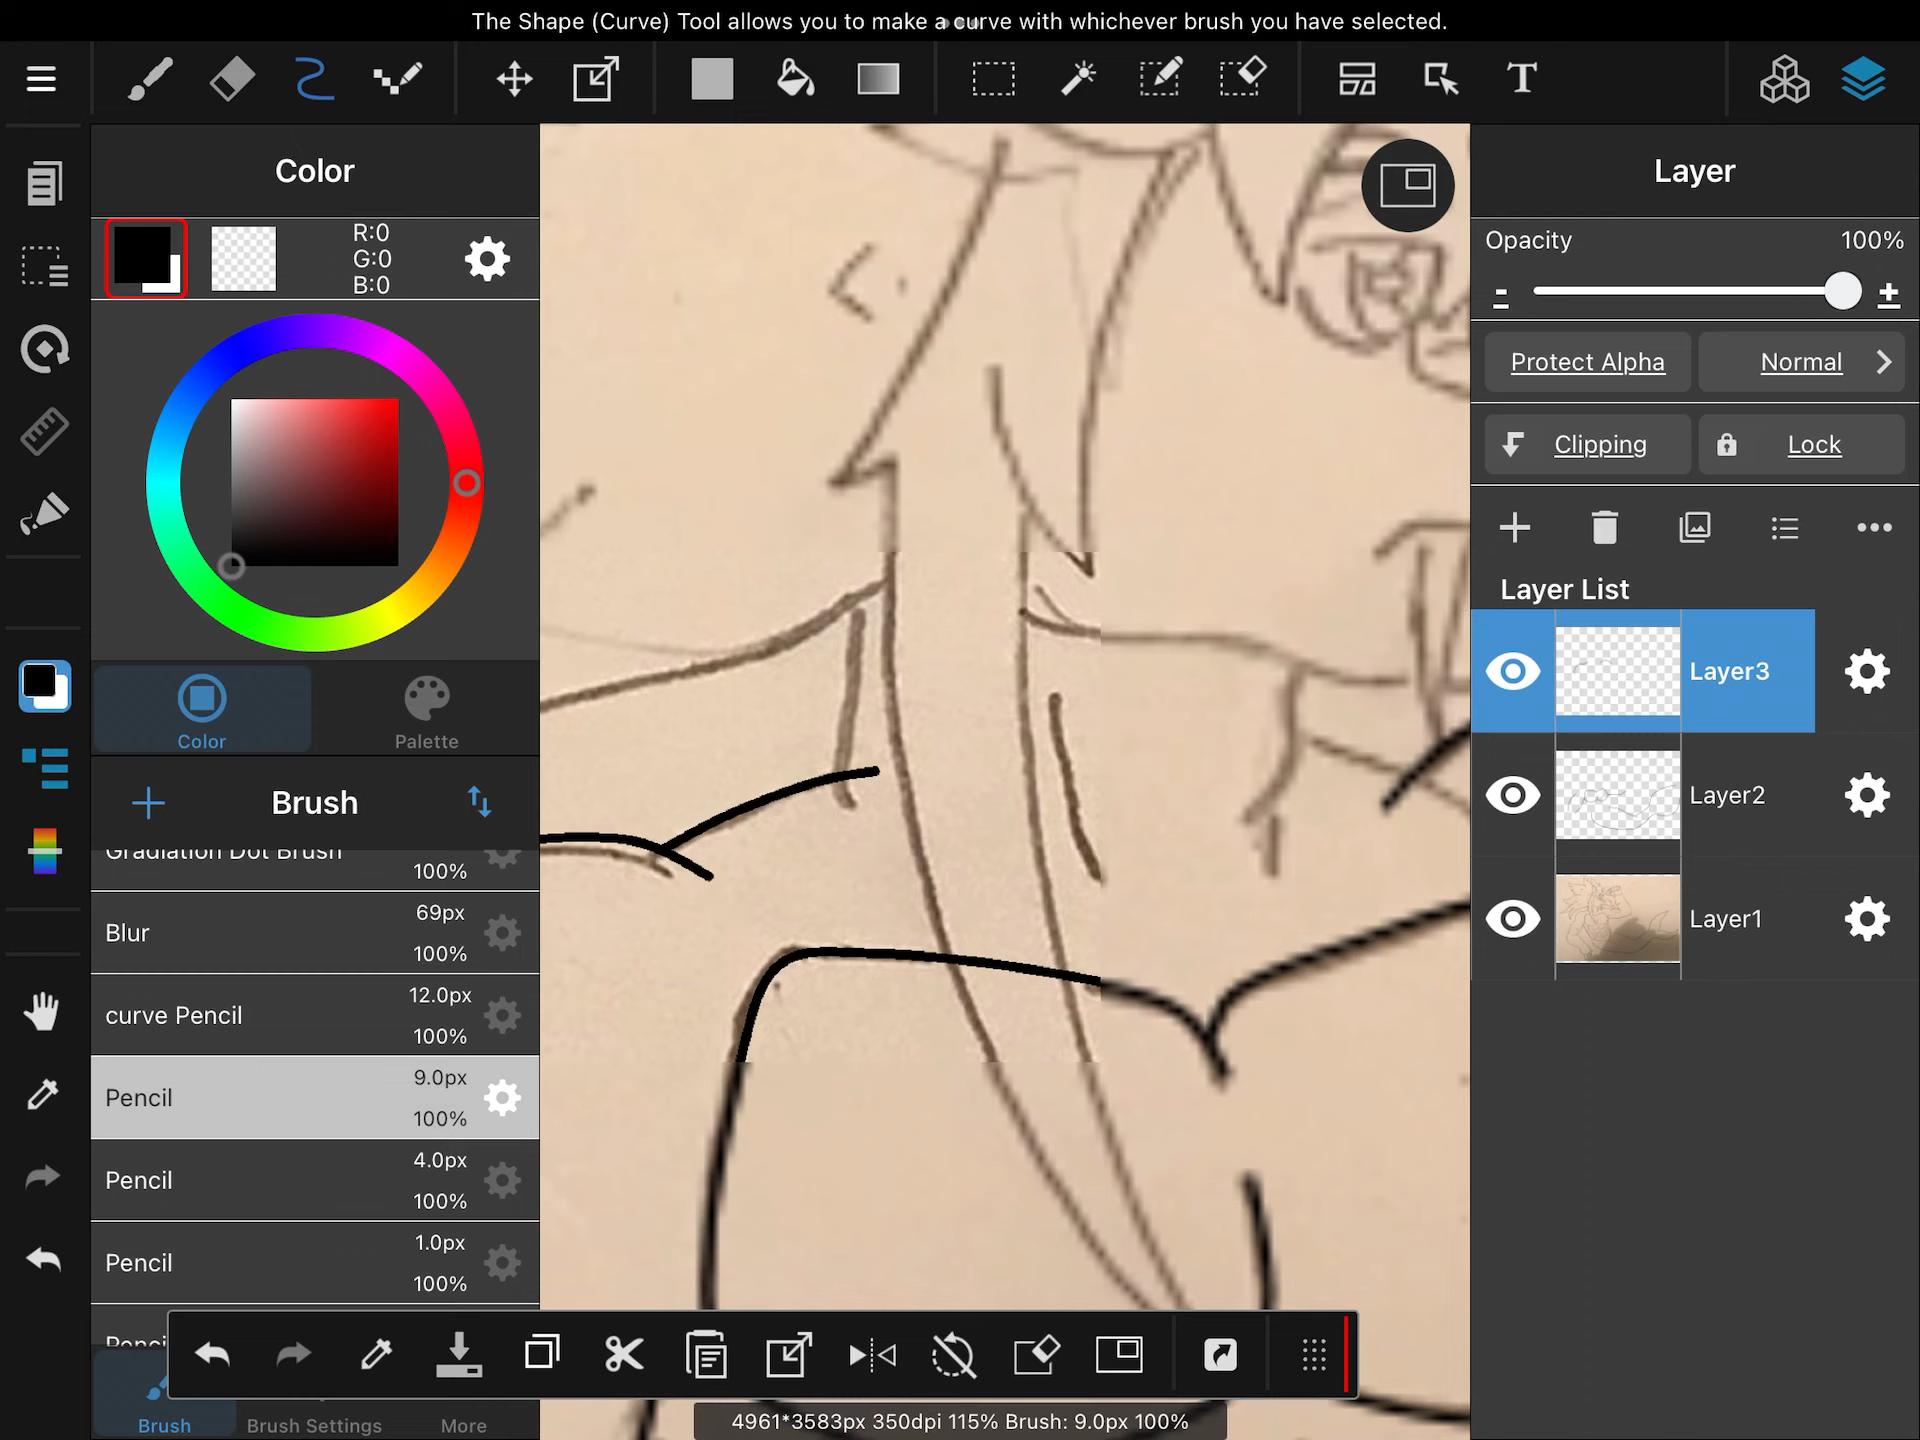 The Shape (Curve) Tool allows you to make a curve with whichever brush you have selected.
T
Color
R:0
G:0
B:0
Color
Palette
Brush
Gradiation Dot Brush
100%
Blur
69px
100%
curve Pencil
12.0px
100%
Pencil
9.0px
100%
Pencil
4.0px
100%
Pencil
1.0px
100%
Brush
Brush Settings
More
4961*3583px 350dpi 115% Brush: 9.0px 100%
Layer
Opacity
100%
Protect Alpha
Normal
Clipping
Lock
Layer List
Layer3
Layer2
Layer1